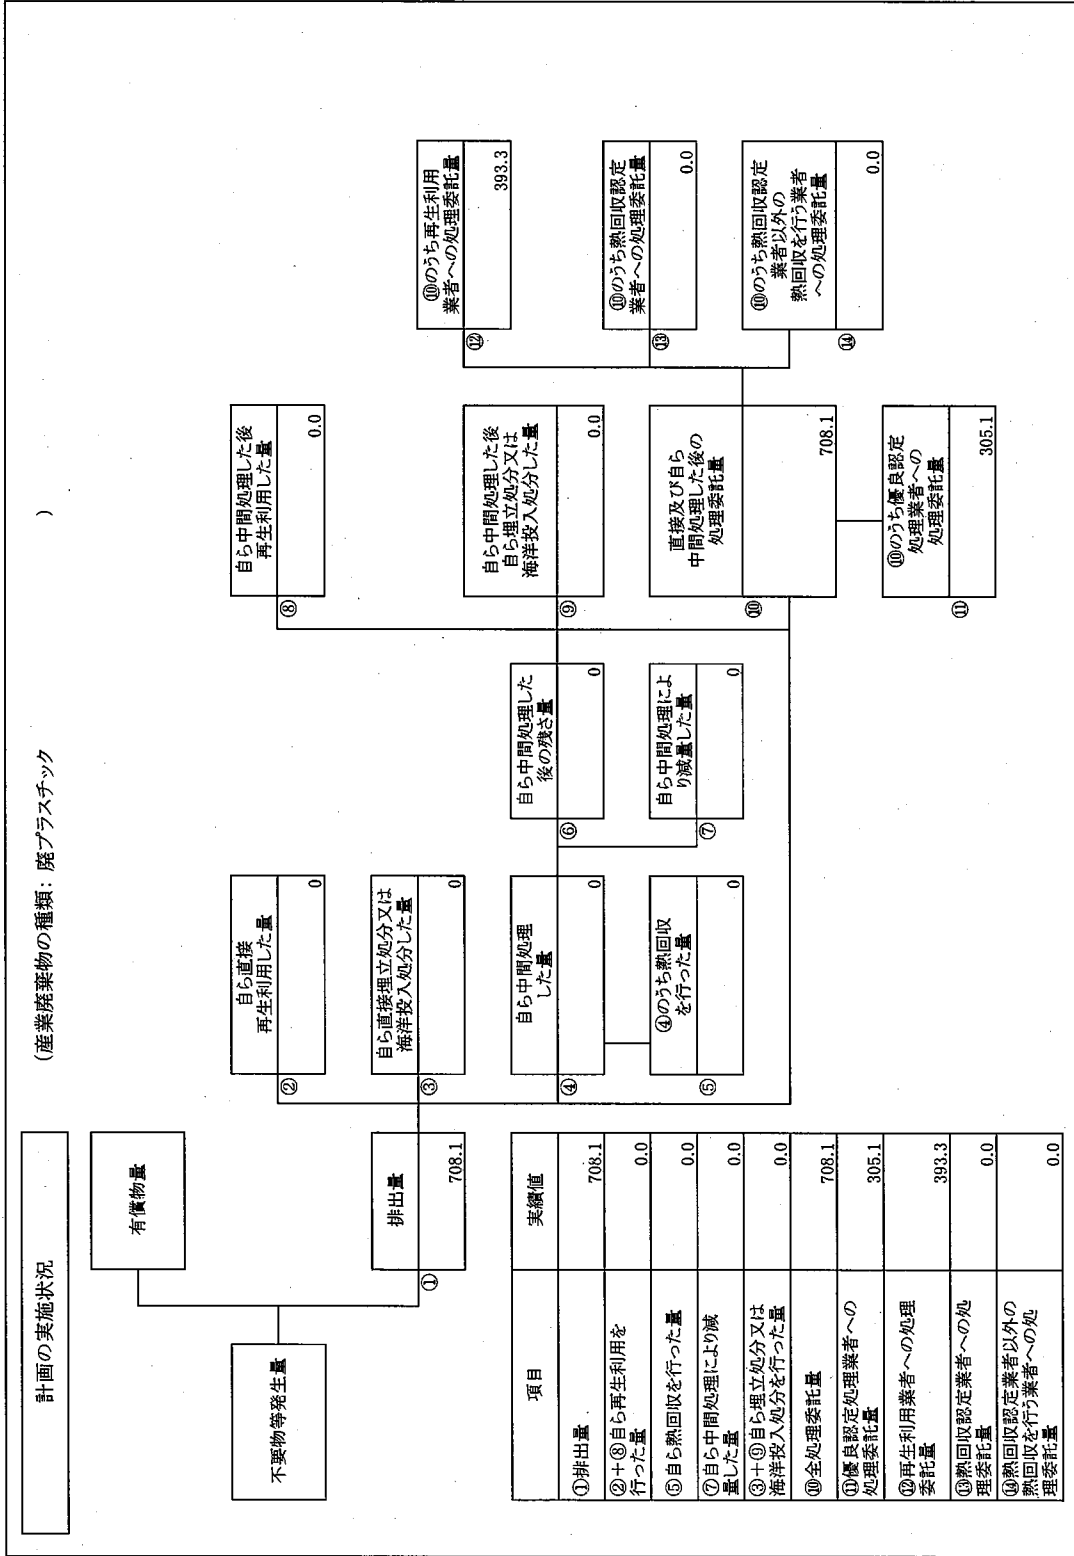 計画の実施状況
(産業廃棄物の種類: 廃プラスチック
)
不要物等発生量
有償物量
①
排出量
708.1
②
自ら直接
再生利用した量
0
③
自ら直接埋立処分又は
海洋投入処分した量
0
④
自ら中間処理
した量
0
⑤
④のうち熱回収
を行った量
0
⑥
自ら中間処理した
後の残さ量
0
⑦
自ら中間処理によ
り減量した量
0
⑧
自ら中間処理した後
再生利用した量
0.0
⑨
自ら中間処理した後
自ら埋立処分又は
海洋投入処分した量
0.0
⑩
直接及び自ら
中間処理した後の
処理委託量
708.1
⑪
⑩のうち優良認定
処理業者への
処理委託量
305.1
⑫
⑩のうち再生利用
業者への処理委託量
393.3
⑬
⑩のうち熱回収認定
業者への処理委託量
0.0
⑭
⑩のうち熱回収認定
業者以外の
熱回収を行う業者
への処理委託量
0.0
項目 実績値
①排出量 708.1
②+⑧自ら再生利用を
行った量 0.0
⑤自ら熱回収を行った量 0.0
⑦自ら中間処理により減
量した量 0.0
③+⑨自ら埋立処分又は
海洋投入処分を行った量 0.0
⑩全処理委託量 708.1
⑪優良認定処理業者への
処理委託量 305.1
⑫再生利用業者への処理
委託量 393.3
⑬熱回収認定業者への処
理委託量 0.0
⑭熱回収認定業者以外の
熱回収を行う業者への処
理委託量 0.0